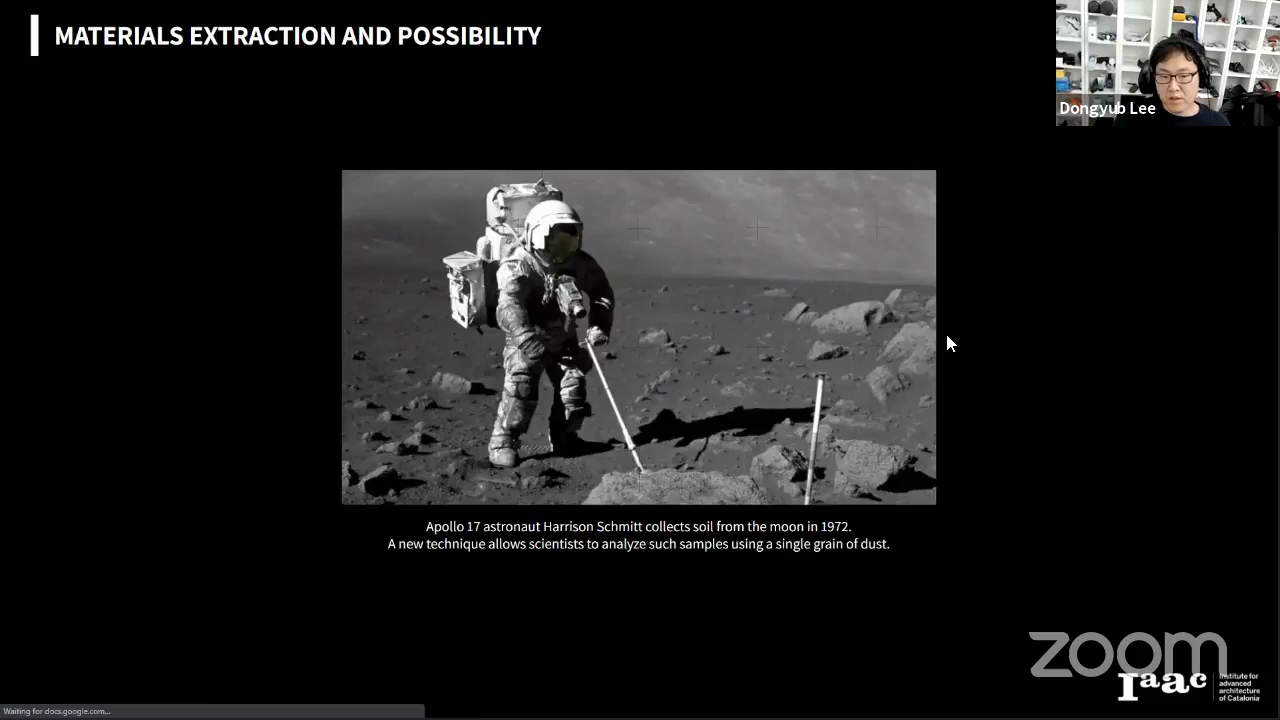 MATERIALS EXTRACTION AND POSSIBILITY
Dongyub Lee
Apollo 17 astronaut Harrison Schmitt collects soil from the moon in 1972.
A new technique allows scientists to analyze such samples using a single grain of dust.
zoom
Iaac
Institute for
advanced
architecture
of Catalonia
Waiting for docs.google.com...